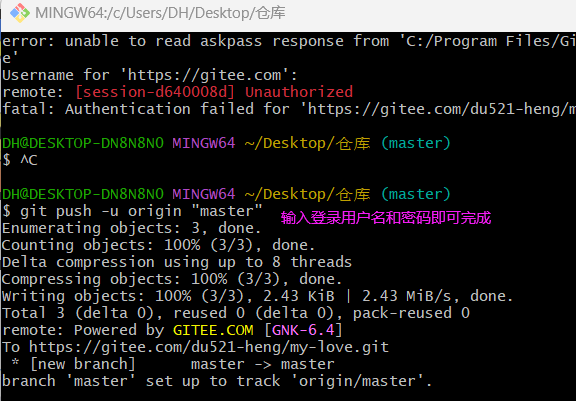 MINGW64:/c/Users/DH/Desktop/仓库
error: unable to read askpass response from 'C:/Program Files/Gi
e'
Username for 'https://gitee.com':
remote: [session-d640008d] Unauthorized
fatal: Authentication failed for 'https://gitee.com/du521-heng/m
DH@DESKTOP-DN8N8NO MINGW64 ~/Desktop/仓库 (master)
$ ^C
DH@DESKTOP-DN8N8NO MINGW64 ~/Desktop/仓库 (master)
$ git push -u origin "master" 输入登录用户名和密码即可完成
Enumerating objects: 3, done.
Counting objects: 100% (3/3), done.
Delta compression using up to 8 threads
Compressing objects: 100% (3/3), done.
Writing objects: 100% (3/3), 2.43 KiB | 2.43 MiB/s, done.
Total 3 (delta 0), reused 0 (delta 0), pack-reused 0
remote: Powered by GITEE.COM [GNK-6.4]
To https://gitee.com/du521-heng/my-love.git
 * [new branch]      master -> master
branch 'master' set up to track 'origin/master'.